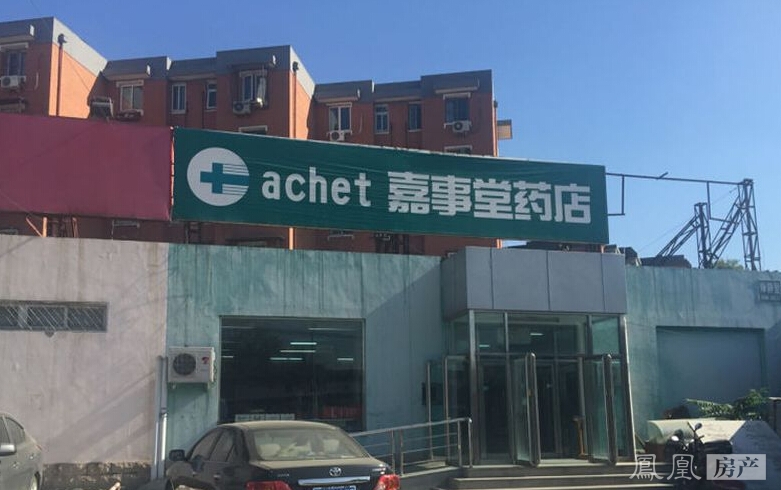 achet 嘉事堂药店
鳳凰 房产